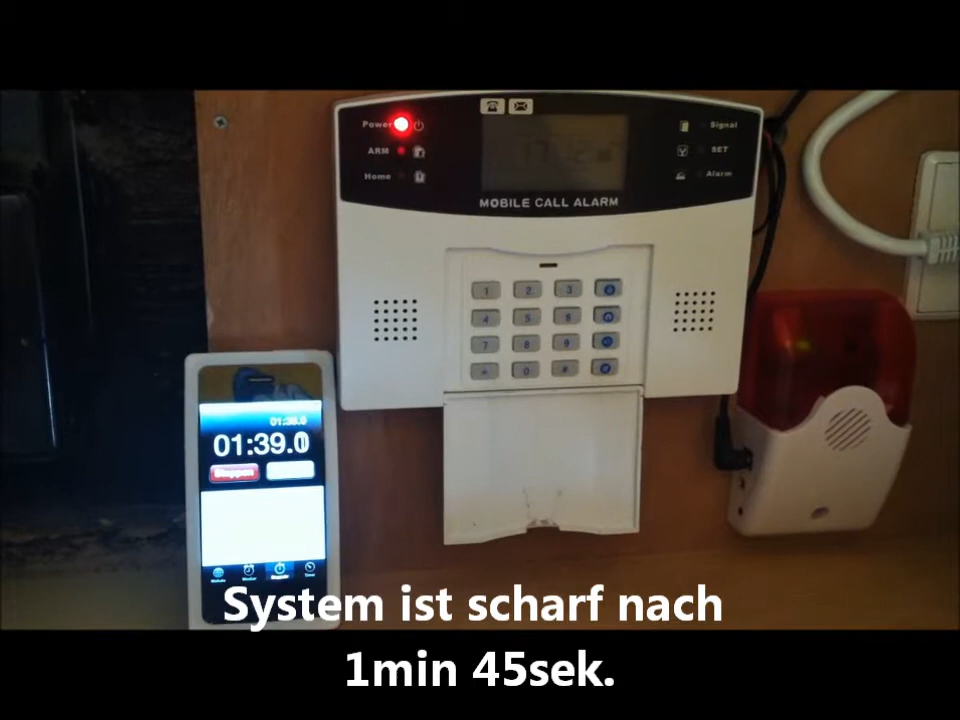 Power
Signal
ARM
SET
Home
Alarm
MOBILE CALL ALARM
1 2 3
4 5 6
7 8 9
* 0 #
01:39.0
Stoppen
System ist scharf nach
1min 45sek.